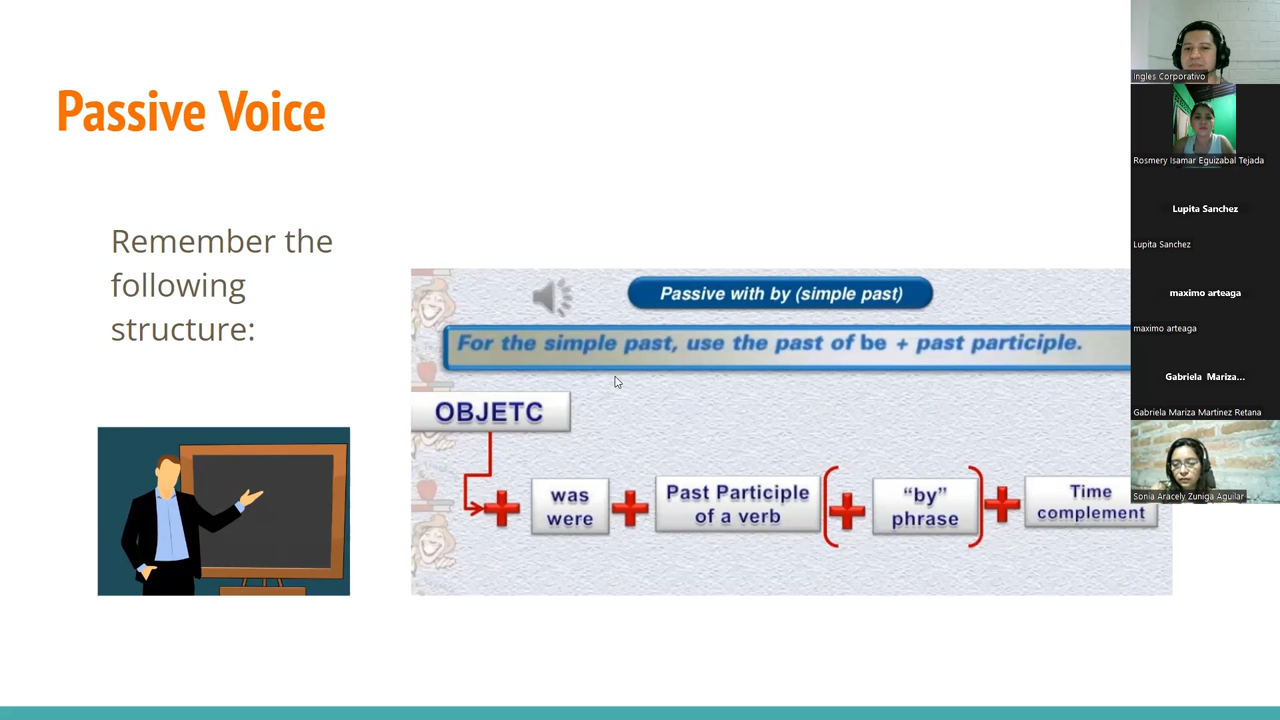 Passive Voice
Remember the
following
structure:
Passive with by (simple past)
For the simple past, use the past of be + past participle.
OBJETC
was
were
Past Participle
of a verb
“by”
phrase
Time
complement
Ingles Corporativo
Rosmery Isamar Eguizabal Tejada
Lupita Sanchez
Lupita Sanchez
maximo arteaga
maximo arteaga
Gabriela Mariza...
Gabriela Mariza Martinez Retana
Sonia Aracely Zuniga Aguilar